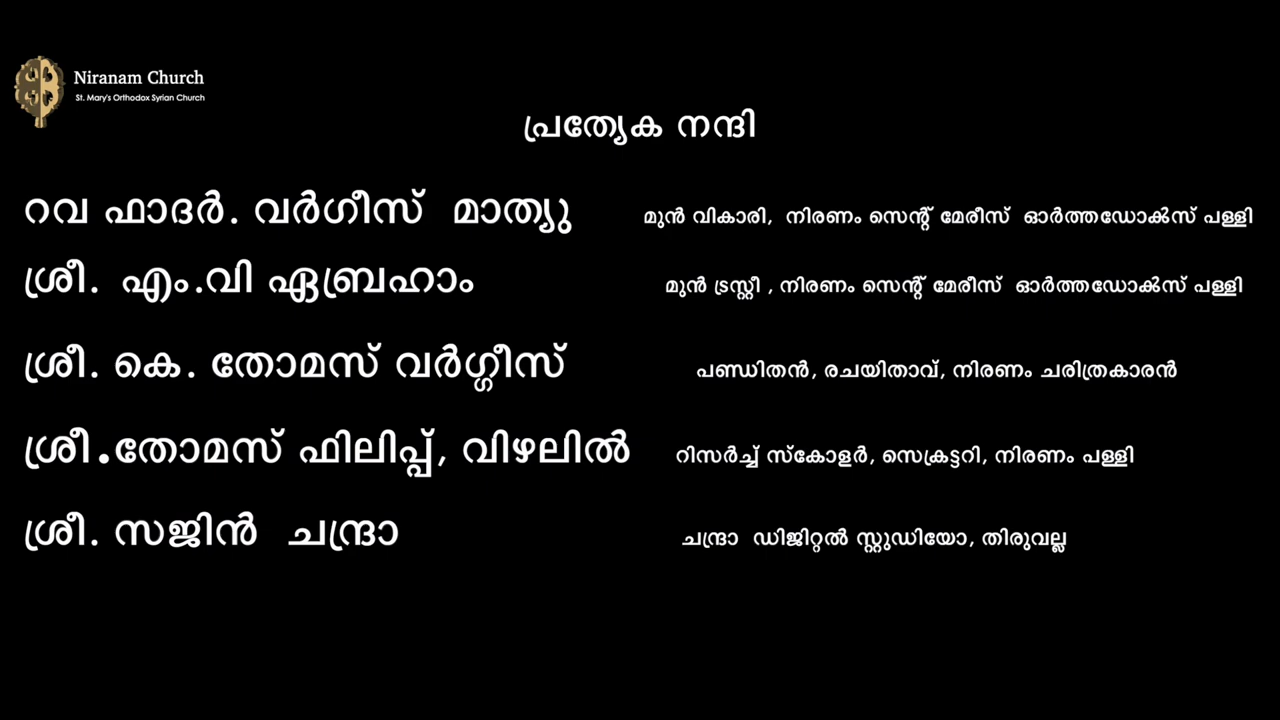 Niranam Church
St. Mary's Orthodox Syrian Church
പ്രത്യേക നന്ദി
റവ ഫാദർ. വർഗീസ് മാത്യു മുൻ വികാരി, നിരണം സെന്റ് മേരീസ് ഓർത്തഡോൿസ് പള്ളി
ശ്രീ. എം.വി ഏബ്രഹാം മുൻ ട്രസ്റ്റീ , നിരണം സെന്റ് മേരീസ് ഓർത്തഡോൿസ് പള്ളി
ശ്രീ. കെ. തോമസ് വർഗ്ഗീസ് പണ്ഡിതൻ, രചയിതാവ്, നിരണം ചരിത്രകാരൻ
ശ്രീ.തോമസ് ഫിലിപ്പ്, വിഴലിൽ റിസർച്ച് സ്കോളർ, സെക്രട്ടറി, നിരണം പള്ളി
ശ്രീ. സജിൻ ചന്ദ്രാ ചന്ദ്രാ ഡിജിറ്റൽ സ്റ്റുഡിയോ, തിരുവല്ല